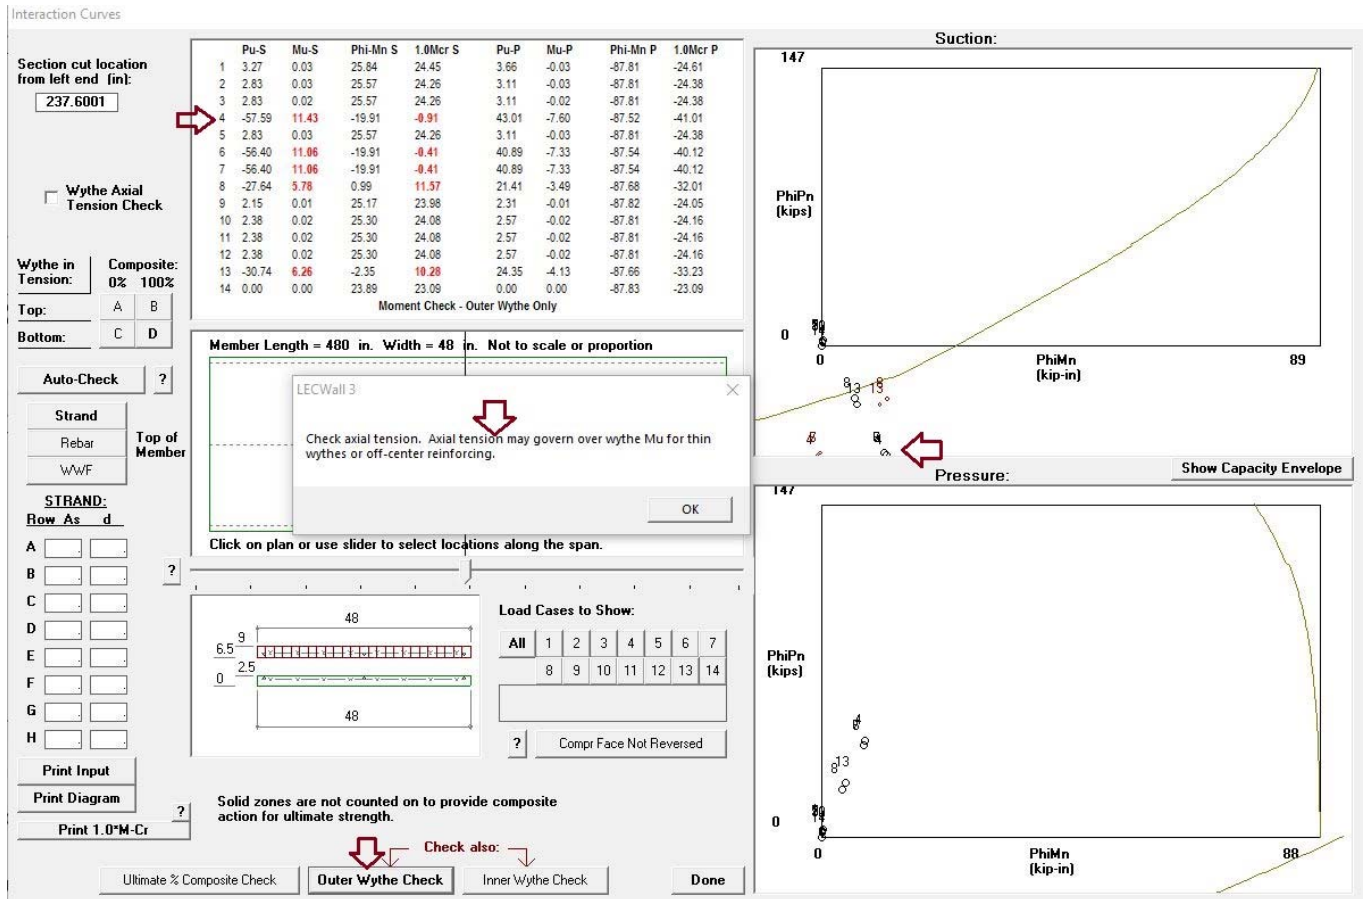 Interaction Curves
Section cut location
from left end (in):
237.6001
Wythe Axial
Tension Check
Wythe in
Tension:
Composite:
0% 100%
Top:
A B
Bottom:
C D
Auto-Check ?
Strand
Rebar
WWF
Top of
Member
STRAND:
Row As d
A
B
C
D
E
F
G
H
Print Input
Print Diagram
?
Print 1.0*M-Cr
Pu-S Mu-S Phi-Mn S 1.0Mcr S Pu-P Mu-P Phi-Mn P 1.0Mcr P
1 3.27 0.03 25.84 24.45 3.66 -0.03 -87.81 -24.61
2 2.83 0.03 25.57 24.26 3.11 -0.03 -87.81 -24.38
3 2.83 0.02 25.57 24.26 3.11 -0.02 -87.81 -24.38
4 -57.59 11.43 -19.91 -0.91 43.01 -7.60 -87.52 -41.01
5 2.83 0.03 25.57 24.26 3.11 -0.03 -87.81 -24.38
6 -56.40 11.06 -19.91 -0.41 40.89 -7.33 -87.54 -40.12
7 -56.40 11.06 -19.91 -0.41 40.89 -7.33 -87.54 -40.12
8 -27.64 5.78 0.99 11.57 21.41 -3.49 -87.68 -32.01
9 2.15 0.01 25.17 23.98 2.31 -0.01 -87.82 -24.05
10 2.38 0.02 25.30 24.08 2.57 -0.02 -87.81 -24.16
11 2.38 0.02 25.30 24.08 2.57 -0.02 -87.81 -24.16
12 2.38 0.02 25.30 24.08 2.57 -0.02 -87.81 -24.16
13 -30.74 6.26 -2.35 10.28 24.35 -4.13 -87.66 -33.23
14 0.00 0.00 23.89 23.09 0.00 0.00 -87.83 -23.09
Moment Check - Outer Wythe Only
Member Length = 480 in. Width = 48 in. Not to scale or proportion
LECWall 3
Check axial tension. Axial tension may govern over wythe Mu for thin
wythes or off-center reinforcing.
OK
Click on plan or use slider to select locations along the span.
?
48
9
6.5
2.5
0
48
Load Cases to Show:
All 1 2 3 4 5 6 7
8 9 10 11 12 13 14
? Compr Face Not Reversed
Solid zones are not counted on to provide composite
action for ultimate strength.
Check also:
Ultimate % Composite Check
Outer Wythe Check
Inner Wythe Check
Done
Suction:
147
PhiPn
(kips)
0
0
PhiMn
(kip-in)
89
8 8
13 13
4
Pressure:
Show Capacity Envelope
147
PhiPn
(kips)
4
8 13
0
0
PhiMn
(kip-in)
88